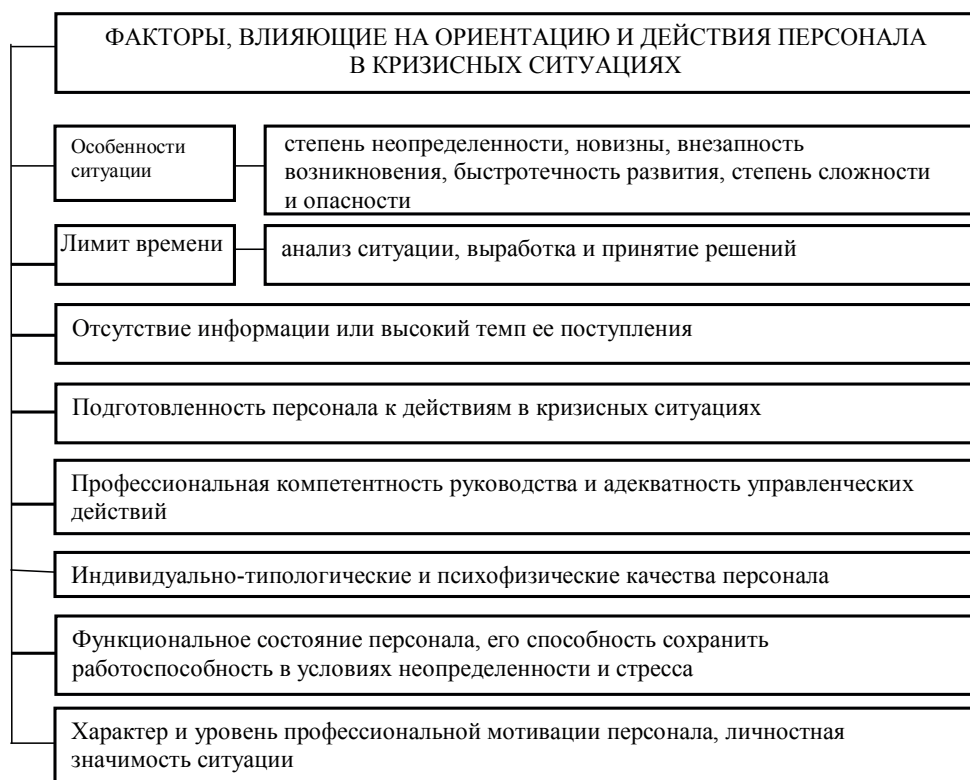 ФАКТОРЫ, ВЛИЯЮЩИЕ НА ОРИЕНТАЦИЮ И ДЕЙСТВИЯ ПЕРСОНАЛА
В КРИЗИСНЫХ СИТУАЦИЯХ
Особенности
ситуации
степень неопределенности, новизны, внезапность
возникновения, быстротечность развития, степень сложности
и опасности
Лимит времени
анализ ситуации, выработка и принятие решений
Отсутствие информации или высокий темп ее поступления
Подготовленность персонала к действиям в кризисных ситуациях
Профессиональная компетентность руководства и адекватность управленческих
действий
Индивидуально-типологические и психофизические качества персонала
Функциональное состояние персонала, его способность сохранить
работоспособность в условиях неопределенности и стресса
Характер и уровень профессиональной мотивации персонала, личностная
значимость ситуации